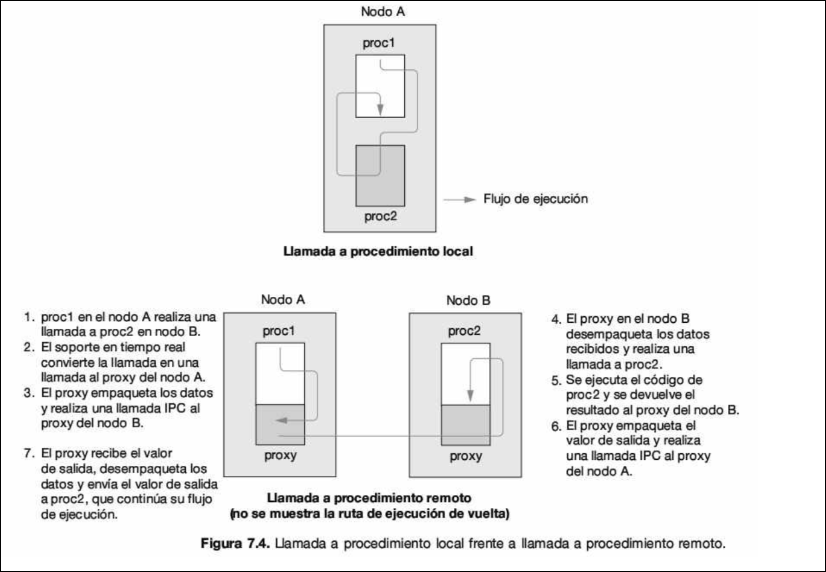 Nodo A
proc1
proc2
Flujo de ejecución
Llamada a procedimiento local
Nodo A
Nodo B
1. proc1 en el nodo A realiza una
llamada a proc2 en nodo B.
2. El soporte en tiempo real
convierte la llamada en una
llamada al proxy del nodo A.
3. El proxy empaqueta los datos
y realiza una llamada IPC al
proxy del nodo B.
7. El proxy recibe el valor
de salida, desempaqueta los
datos y envía el valor de salida
a proc2, que continúa su flujo
de ejecución.
proc1
proxy
proc2
proxy
4. El proxy en el nodo B
desempaqueta los datos
recibidos y realiza una
llamada a proc2.
5. Se ejecuta el código de
proc2 y se devuelve el
resultado al proxy del nodo B.
6. El proxy empaqueta el
valor de salida y realiza
una llamada IPC al proxy
del nodo A.
Llamada a procedimiento remoto
(no se muestra la ruta de ejecución de vuelta)
Figura 7.4. Llamada a procedimiento local frente a llamada a procedimiento remoto.